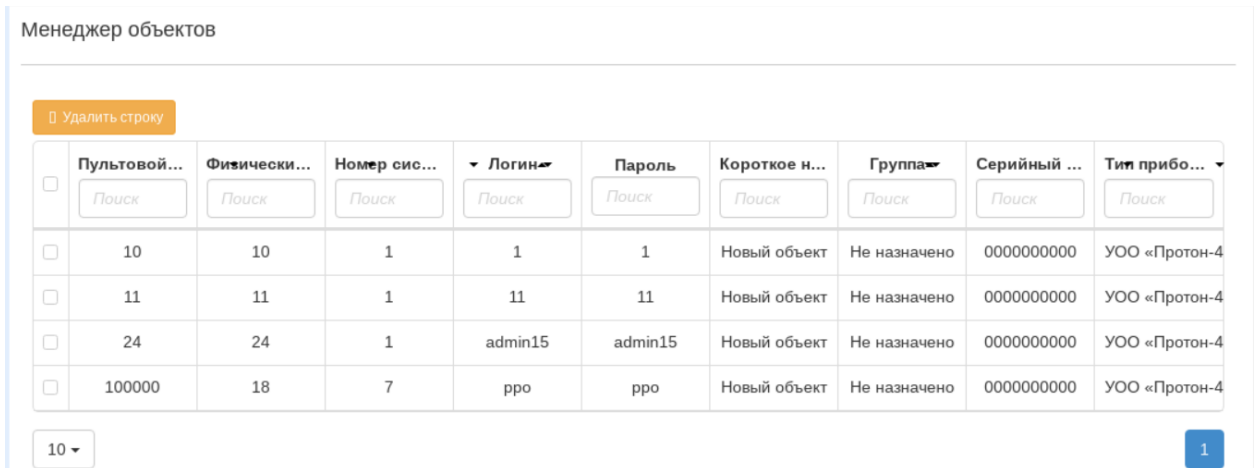 Менеджер объектов
Удалить строку
Пультовой... Физически... Номер сис... Логин Пароль Короткое н... Группа Серийный ... Тип прибо...
Поиск Поиск Поиск Поиск Поиск Поиск Поиск Поиск Поиск
10 10 1 1 1 Новый объект Не назначено 0000000000 УОО «Протон-4
11 11 1 11 11 Новый объект Не назначено 0000000000 УОО «Протон-4
24 24 1 admin15 admin15 Новый объект Не назначено 0000000000 УОО «Протон-4
100000 18 7 ppo ppo Новый объект Не назначено 0000000000 УОО «Протон-4
10 1